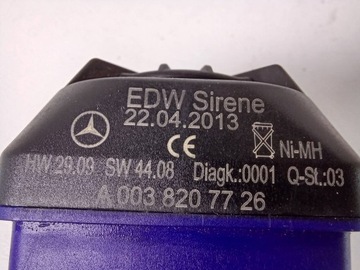 EDW Sirene
22.04.2013
CE Ni-MH
HW 29.09 SW 44.08 Diagk.:0001 Q-St.:03
A 003 820 77 26